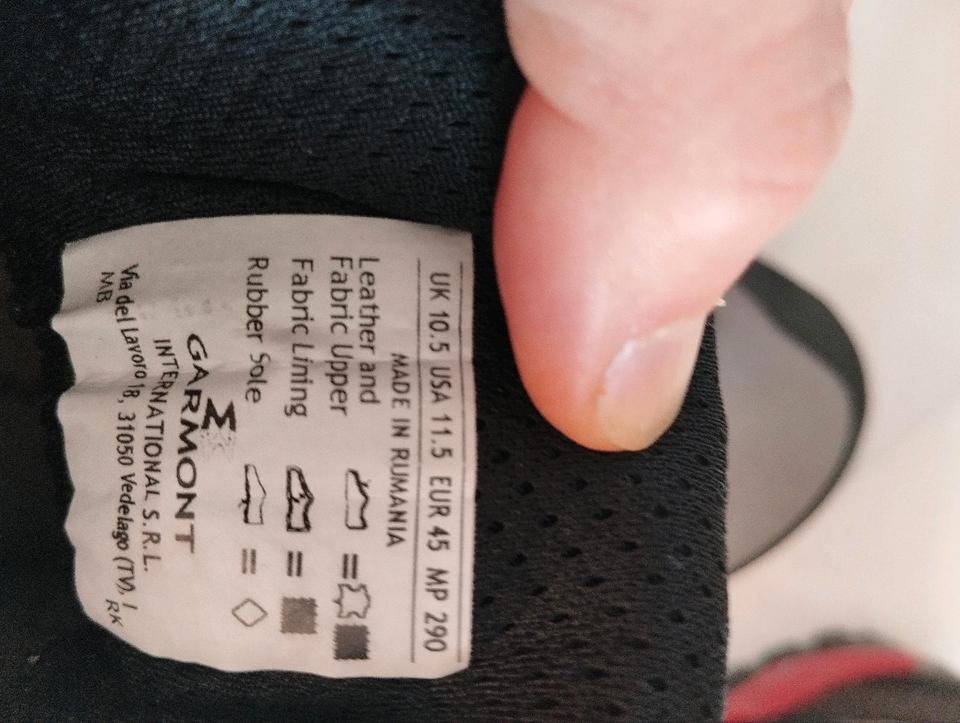 UK 10.5 USA 11.5 EUR 45 MP 290
MADE IN RUMANIA
Leather and
Fabric Upper =
Fabric Lining =
Rubber Sole =
GARMONT
INTERNATIONAL S.R.L.
Via del Lavoro 18, 31050 Vedelago (TV), I
MB RK